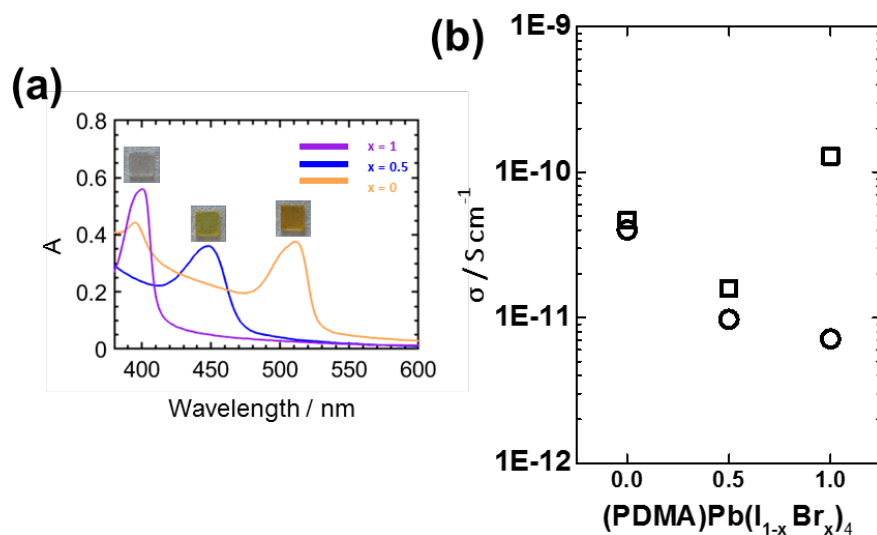 (a)
0.8
0.6
0.4
0.2
0
A
400 450 500 550 600
Wavelength / nm
x = 1
x = 0.5
x = 0
(b)
1E-9
1E-10
1E-11
1E-12
σ / S cm⁻¹
0.0 0.5 1.0
(PDMA)Pb(I₁₋ₓBrₓ)₄